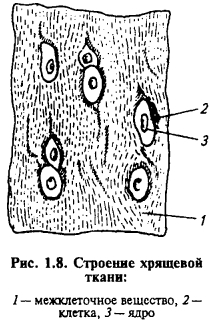 2
3
1
Рис. 1.8. Строение хрящевой
ткани:
1 — межклеточное вещество, 2 —
клетка, 3 — ядро